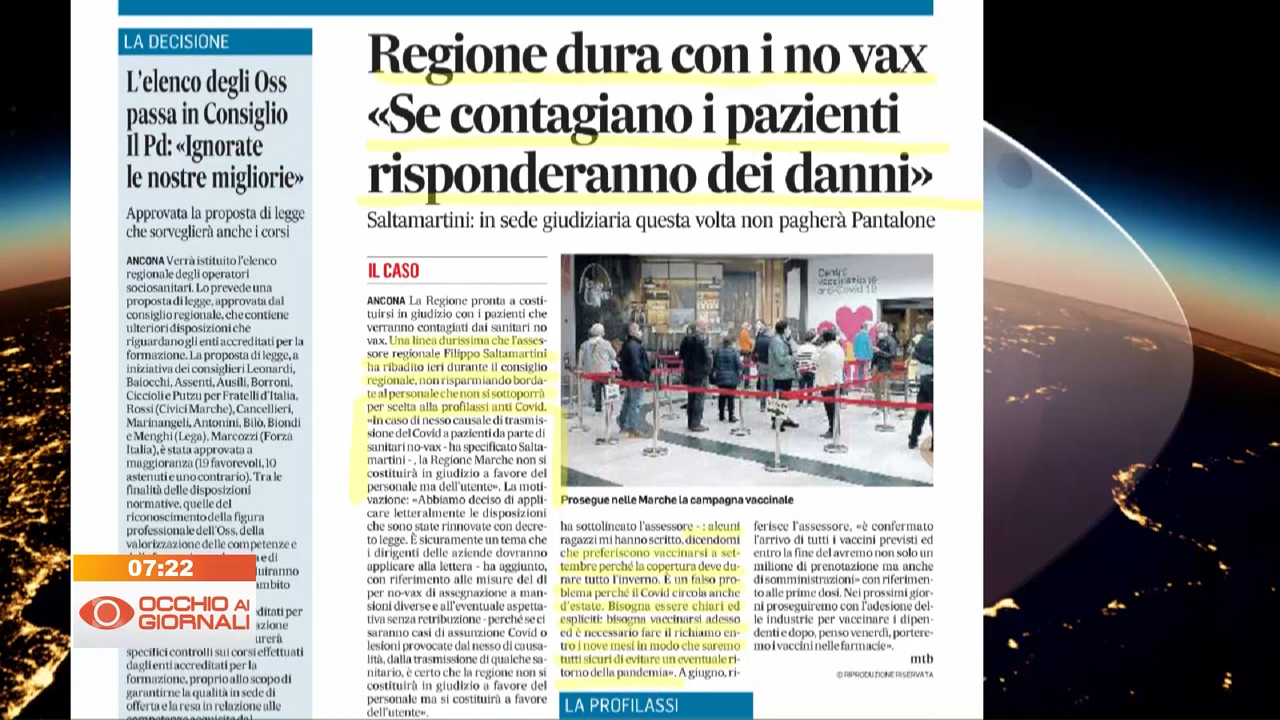 LA DECISIONE
L'elenco degli Oss
passa in Consiglio
Il Pd: «Ignorate
le nostre migliorie»
Approvata la proposta di legge
che sorveglierà anche i corsi
ANCONA Verrà istituito l'elenco
regionale degli operatori
sociosanitari. Lo prevede una
proposta di legge, approvata dal
consiglio regionale, che contiene
ulteriori disposizioni che
riguardano gli enti accreditati per la
formazione. La proposta di legge, a
iniziativa dei consiglieri Leonardi,
Baiocchi, Assenti, Ausili, Borroni,
Ciccioli e Putzu per Fratelli d'Italia,
Rossi (Civici Marche), Cancellieri,
Marinangeli, Antonini, Bilò, Biondi
e Menghi (Lega), Marcozzi (Forza
Italia), è stata approvata a
maggioranza (19 favorevoli, 10
astenuti e uno contrario). Tra le
finalità delle disposizioni
normative, quelle del
riconoscimento della figura
professionale dell'Oss, della
valorizzazione delle competenze e
e di
uiranno
ambito
ditati per
azione
urerà
specifici controlli sui corsi effettuati
dagli enti accreditati per la
formazione, proprio allo scopo di
garantirne la qualità in sede di
offerta e la resa in relazione alle
07:22
OCCHIO AI
GIORNALI
Regione dura con i no vax
«Se contagiano i pazienti
risponderanno dei danni»
Saltamartini: in sede giudiziaria questa volta non pagherà Pantalone
IL CASO
ANCONA La Regione pronta a costi-
tuirsi in giudizio con i pazienti che
verranno contagiati dai sanitari no
vax. Una linea durissima che l'asses-
sore regionale Filippo Saltamartini
ha ribadito ieri durante il consiglio
regionale, non risparmiando borda-
te al personale che non si sottoporrà
per scelta alla profilassi anti Covid.
«In caso di nesso causale di trasmis-
sione del Covid a pazienti da parte di
sanitari no-vax - ha specificato Salta-
martini - , la Regione Marche non si
costituirà in giudizio a favore del
personale ma dell'utente». La moti-
vazione: «Abbiamo deciso di appli-
care letteralmente le disposizioni
che sono state rinnovate con decre-
to legge. È sicuramente un tema che
i dirigenti delle aziende dovranno
applicare alla lettera - ha aggiunto,
con riferimento alle misure del dl
per no-vax di assegnazione a man-
sioni diverse e all'eventuale aspetta-
tiva senza retribuzione - perché se ci
saranno casi di assunzione Covid o
lesioni provocate dal nesso di causa-
lità, dalla trasmissione di qualche sa-
nitario, è certo che la regione non si
costituirà in giudizio a favore del
personale ma si costituirà a favore
dell'utente».
Centro
vaccinazione
anti-Covid 19
Prosegue nelle Marche la campagna vaccinale
ha sottolineato l'assessore - : alcuni
ragazzi mi hanno scritto, dicendomi
che preferiscono vaccinarsi a set-
tembre perché la copertura deve du-
rare tutto l'inverno. È un falso pro-
blema perché il Covid circola anche
d'estate. Bisogna essere chiari ed
espliciti: bisogna vaccinarsi adesso
ed è necessario fare il richiamo en-
tro i nove mesi in modo che saremo
tutti sicuri di evitare un eventuale ri-
torno della pandemia». A giugno, ri-
ferisce l'assessore, «è confermato
l'arrivo di tutti i vaccini previsti ed
entro la fine del avremo non solo un
milione di prenotazione ma anche
di somministrazioni» con riferimen-
to alle prime dosi. Nei prossimi gior-
ni proseguiremo con l'adesione del-
le industrie per vaccinare i dipen-
denti e dopo, penso venerdì, portere-
mo i vaccini nelle farmacie».
mtb
© RIPRODUZIONE RISERVATA
LA PROFILASSI